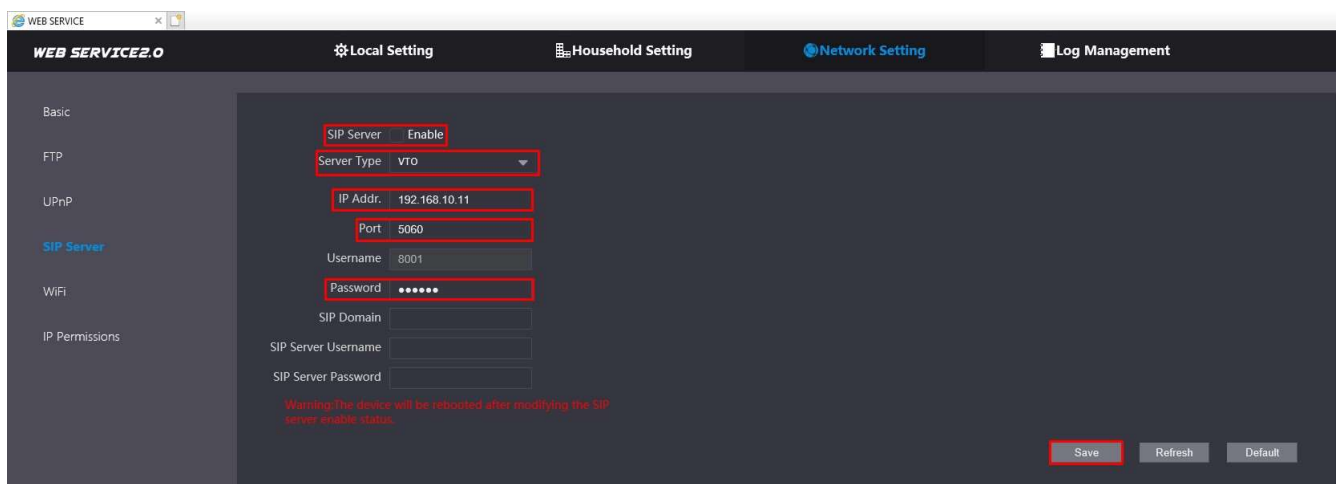 WEB SERVICE
WEB SERVICE2.0
Local Setting
Household Setting
Network Setting
Log Management
Basic
FTP
UPnP
SIP Server
WiFi
IP Permissions
SIP Server Enable
Server Type VTO
IP Addr. 192.168.10.11
Port 5060
Username 8001
Password ●●●●●●
SIP Domain
SIP Server Username
SIP Server Password
Warning:The device will be rebooted after modifying the SIP
server enable status.
Save Refresh Default